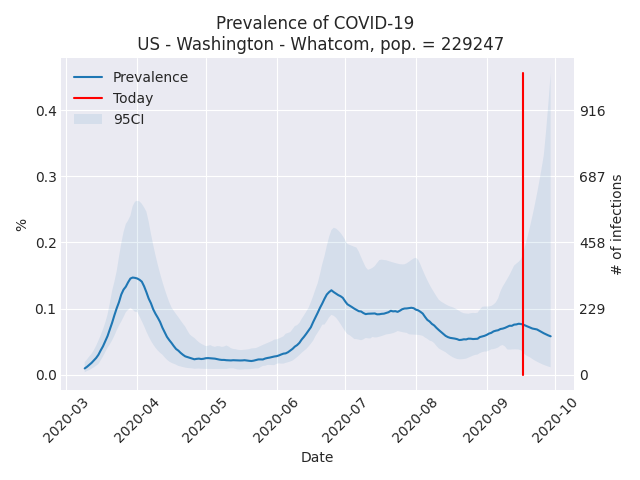 Prevalence of COVID-19
US - Washington - Whatcom, pop. = 229247
Prevalence
Today
95CI
%
0.4
0.3
0.2
0.1
0.0
916
687
458
229
0
# of infections
2020-03
2020-04
2020-05
2020-06
2020-07
2020-08
2020-09
2020-10
Date